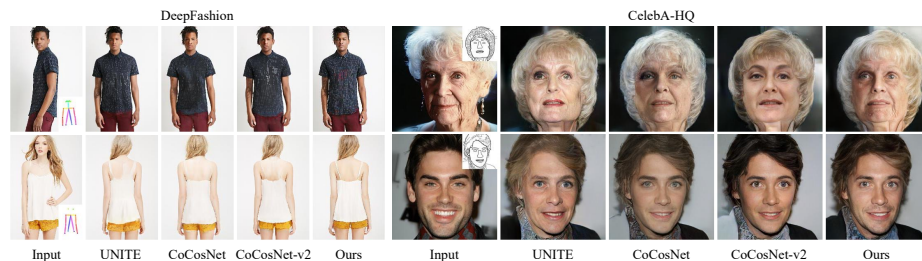 DeepFashion CelebA-HQ
Input UNITE CoCosNet CoCosNet-v2 Ours Input UNITE CoCosNet CoCosNet-v2 Ours